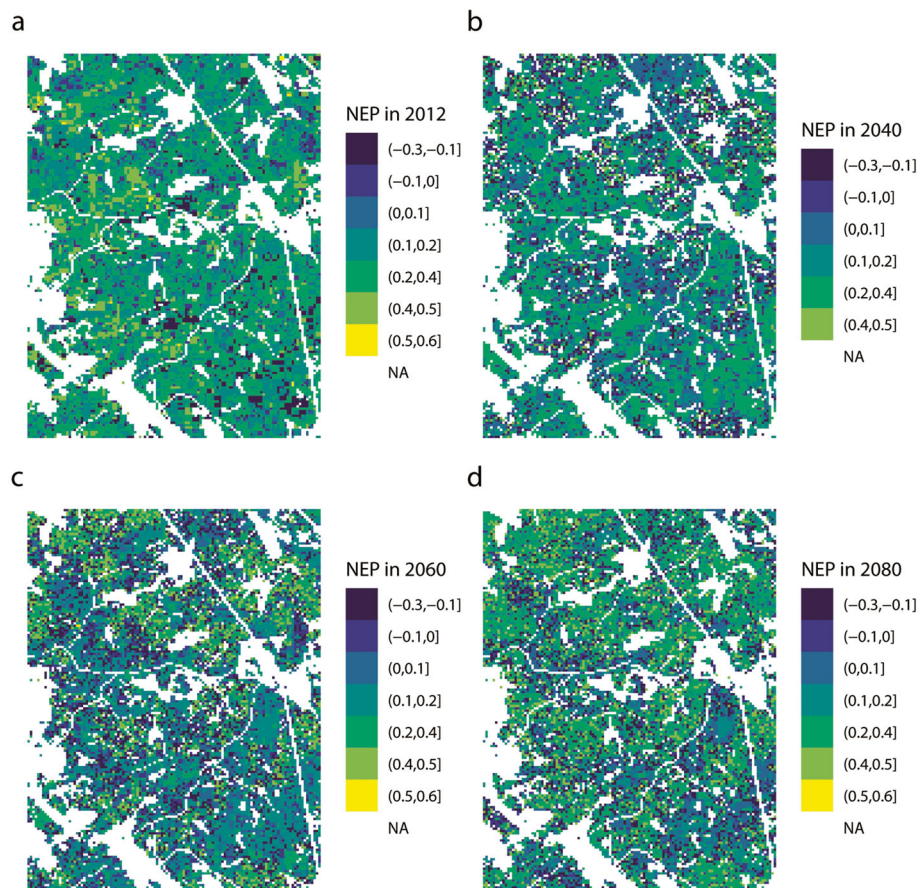 a
NEP in 2012
(−0.3,−0.1]
(−0.1,0]
(0,0.1]
(0.1,0.2]
(0.2,0.4]
(0.4,0.5]
(0.5,0.6]
NA
b
NEP in 2040
(−0.3,−0.1]
(−0.1,0]
(0,0.1]
(0.1,0.2]
(0.2,0.4]
(0.4,0.5]
NA
c
NEP in 2060
(−0.3,−0.1]
(−0.1,0]
(0,0.1]
(0.1,0.2]
(0.2,0.4]
(0.4,0.5]
(0.5,0.6]
NA
d
NEP in 2080
(−0.3,−0.1]
(−0.1,0]
(0,0.1]
(0.1,0.2]
(0.2,0.4]
(0.4,0.5]
(0.5,0.6]
NA